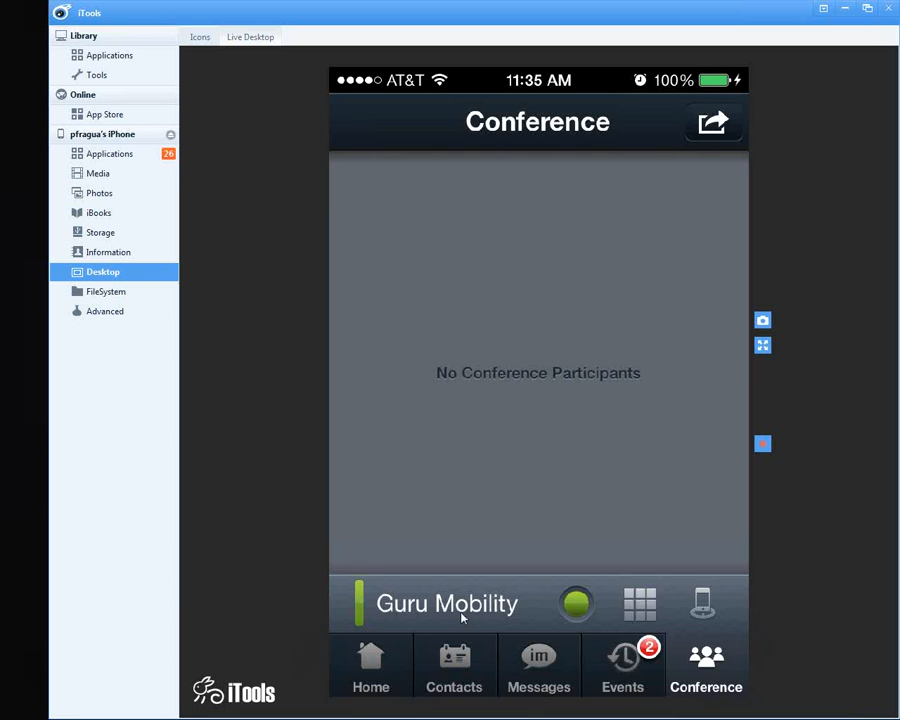 iTools
Library
Icons
Live Desktop
Applications
Tools
Online
App Store
pfragua's iPhone
Applications
26
Media
Photos
iBooks
Storage
Information
Desktop
FileSystem
Advanced
AT&T
11:35 AM
100%
Conference
No Conference Participants
Guru Mobility
Home
Contacts
im
Messages
2
Events
Conference
iTools